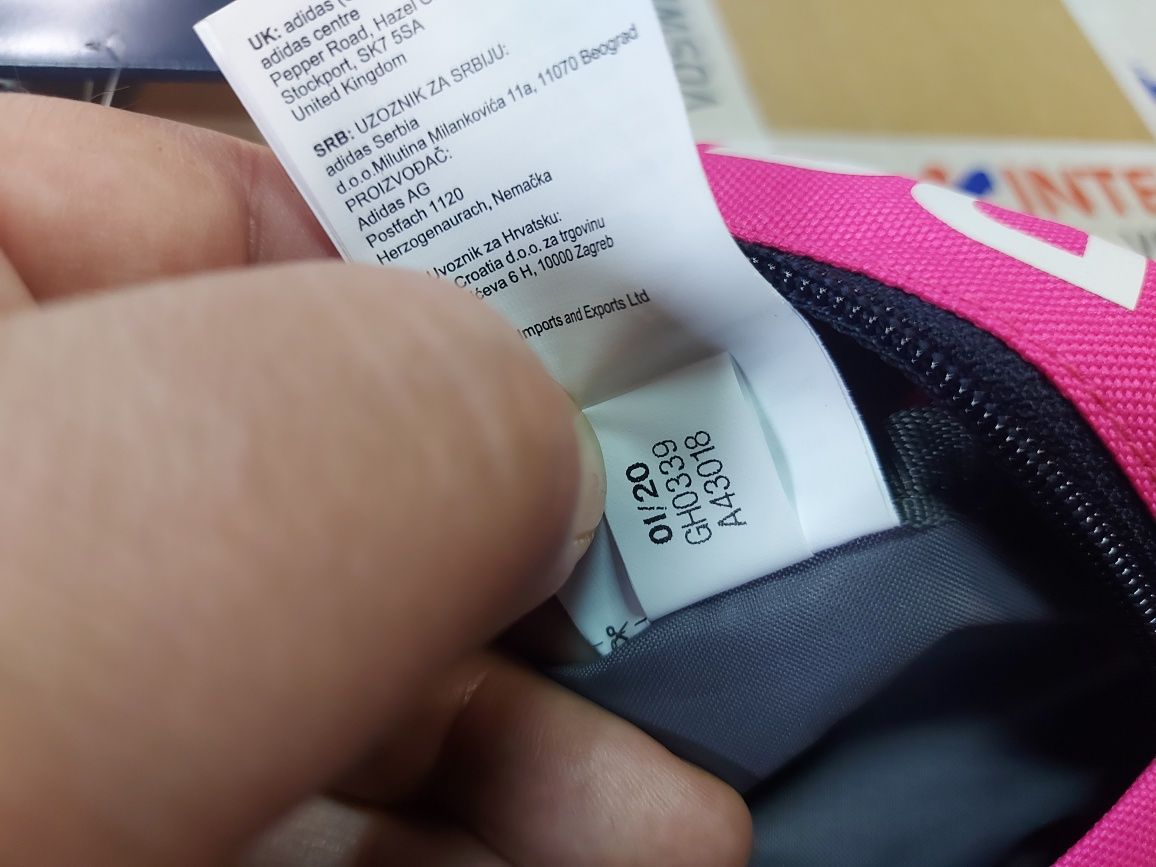 UK: adidas (
adidas centre
Pepper Road, Hazel
Stockport, SK7 5SA
United Kingdom
SRB: UZOZNIK ZA SRBIJU:
adidas Serbia
d.o.o.Milutina Milankovića 11a, 11070 Beograd
PROIZVOĐAČ:
Adidas AG
Postfach 1120
Herzogenaurach, Nemačka
Uvoznik za Hrvatsku:
Croatia d.o.o. za trgovinu
ćeva 6 H, 10000 Zagreb
Imports and Exports Ltd
01/20
GH0339
A43018
INTE